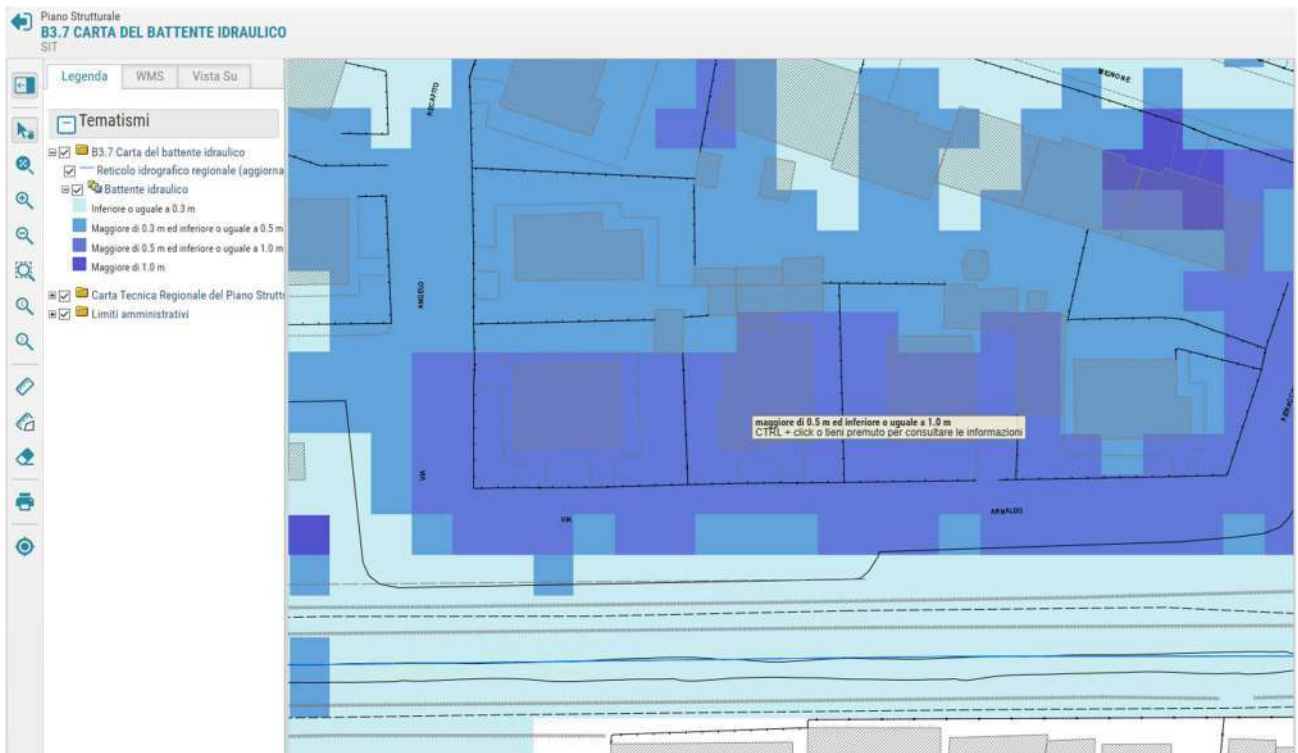 Piano Strutturale
B3.7 CARTA DEL BATTENTE IDRAULICO
SIT
Legenda
WMS
Vista Su
Tematismi
B3.7 Carta del battente idraulico
Reticolo idrografico regionale (aggiorna
Battente idraulico
Inferiore o uguale a 0.3 m
Maggiore di 0.3 m ed inferiore o uguale a 0.5 m
Maggiore di 0.5 m ed inferiore o uguale a 1.0 m
Maggiore di 1.0 m
Carta Tecnica Regionale del Piano Strutt
Limiti amministrativi
RECAPITO
MIGNONE
ANGELO
maggiore di 0.5 m ed inferiore o uguale a 1.0 m
CTRL + click o tieni premuto per consultare le informazioni
VIA
VIA
ARNALDO